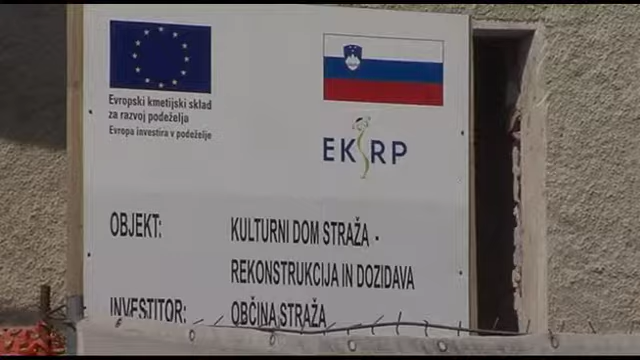 Evropski kmetijski sklad
za razvoj podeželja
Evropa investira v podeželje
EKSRP
OBJEKT:
KULTURNI DOM STRAŽA -
REKONSTRUKCIJA IN DOZIDAVA
INVESTITOR:
OBČINA STRAŽA